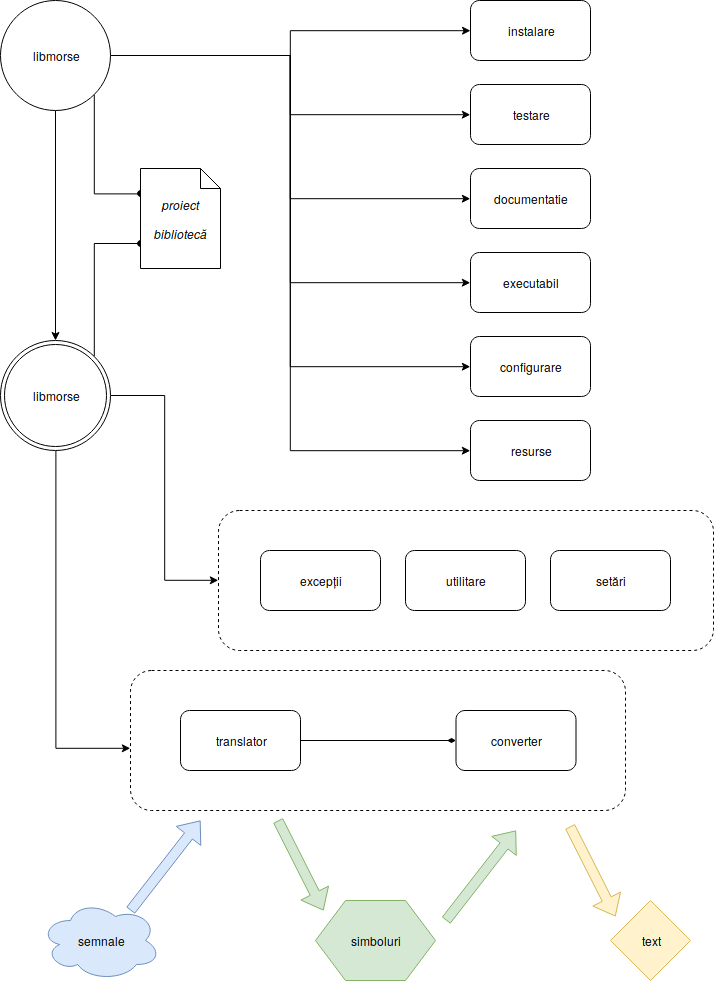 libmorse
instalare
testare
documentatie
executabil
configurare
resurse
proiect
bibliotecă
libmorse
excepții
utilitare
setări
translator
converter
semnale
simboluri
text